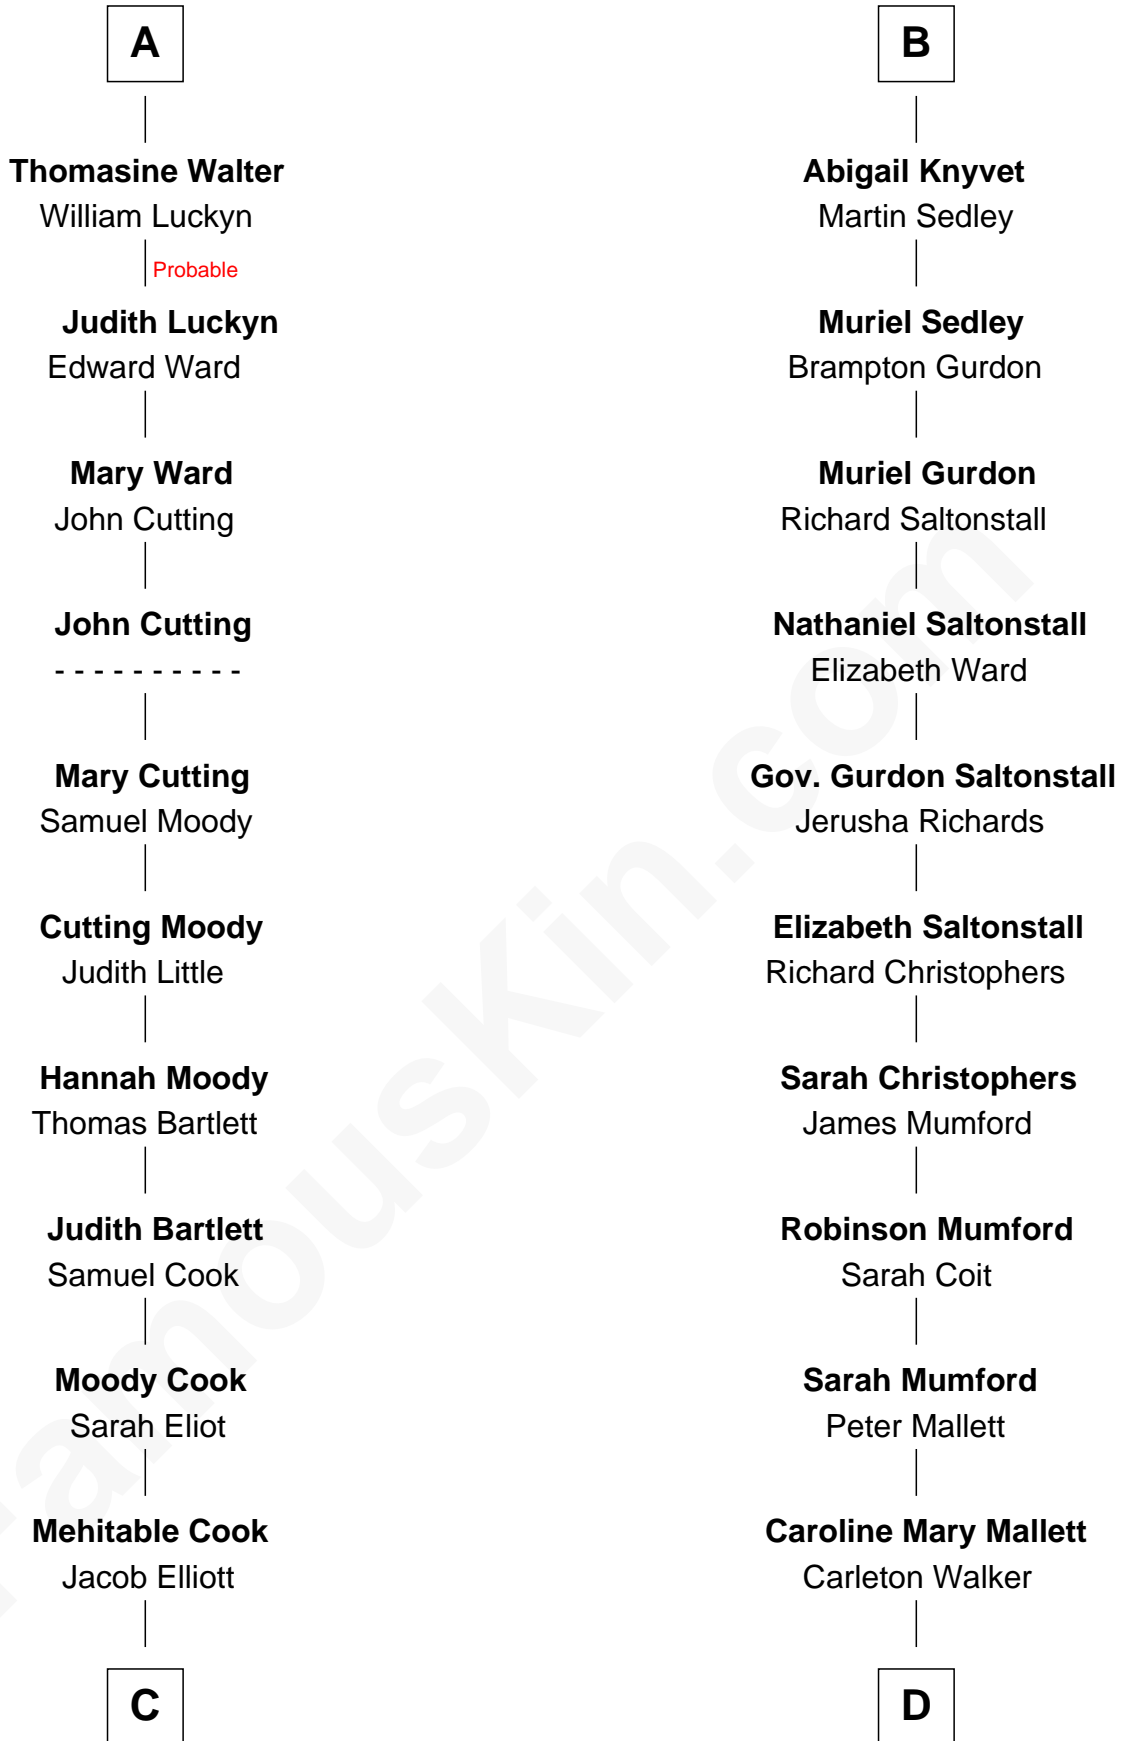 A
Thomasine Walter
William Luckyn
Probable
Judith Luckyn
Edward Ward
Mary Ward
John Cutting
John Cutting
- - - - - - - - - -
Mary Cutting
Samuel Moody
Cutting Moody
Judith Little
Hannah Moody
Thomas Bartlett
Judith Bartlett
Samuel Cook
Moody Cook
Sarah Eliot
Mehitable Cook
Jacob Elliott
C
B
Abigail Knyvet
Martin Sedley
Muriel Sedley
Brampton Gurdon
Muriel Gurdon
Richard Saltonstall
Nathaniel Saltonstall
Elizabeth Ward
Gov. Gurdon Saltonstall
Jerusha Richards
Elizabeth Saltonstall
Richard Christophers
Sarah Christophers
James Mumford
Robinson Mumford
Sarah Coit
Sarah Mumford
Peter Mallett
Caroline Mary Mallett
Carleton Walker
D
FamousKin.com